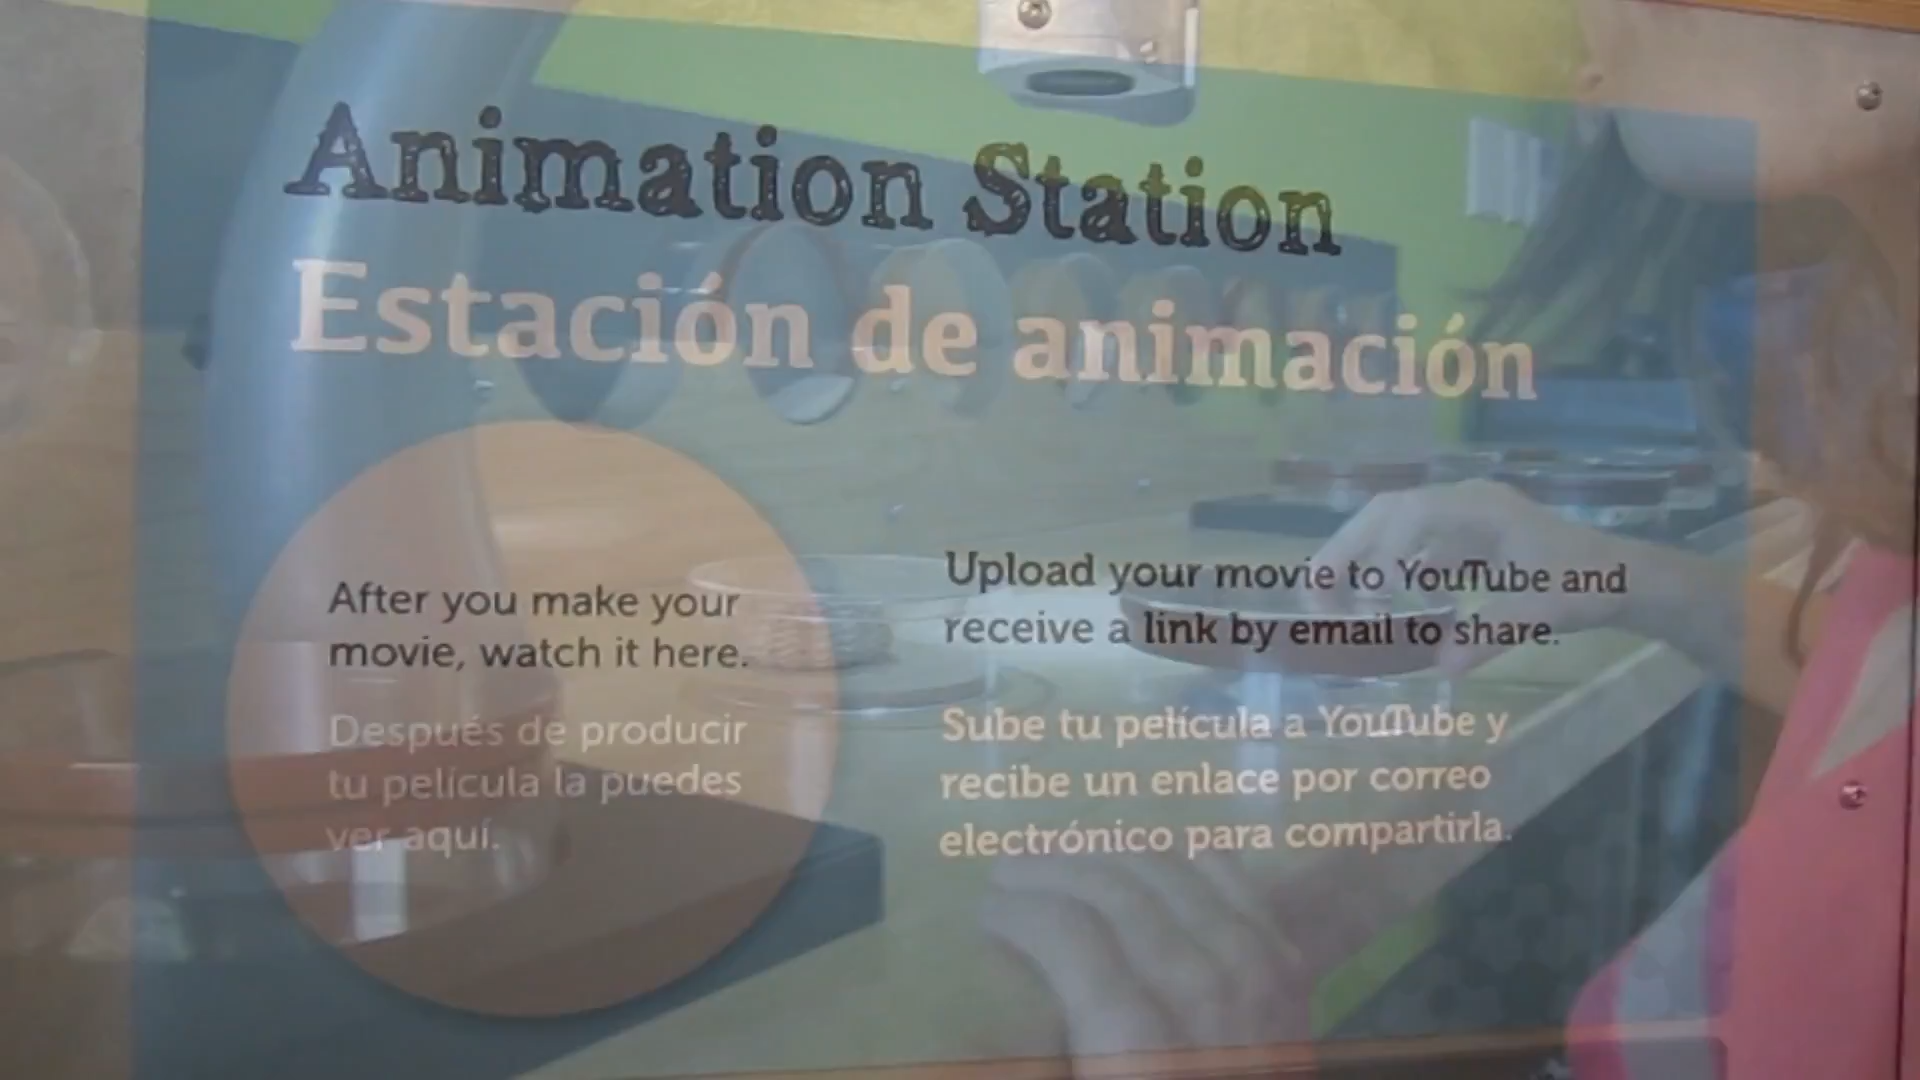 Animation Station
Estación de animación
After you make your
movie, watch it here.
Después de producir
tu película la puedes
ver aquí.
Upload your movie to YouTube and
receive a link by email to share.
Sube tu película a YouTube y
recibe un enlace por correo
electrónico para compartirla.